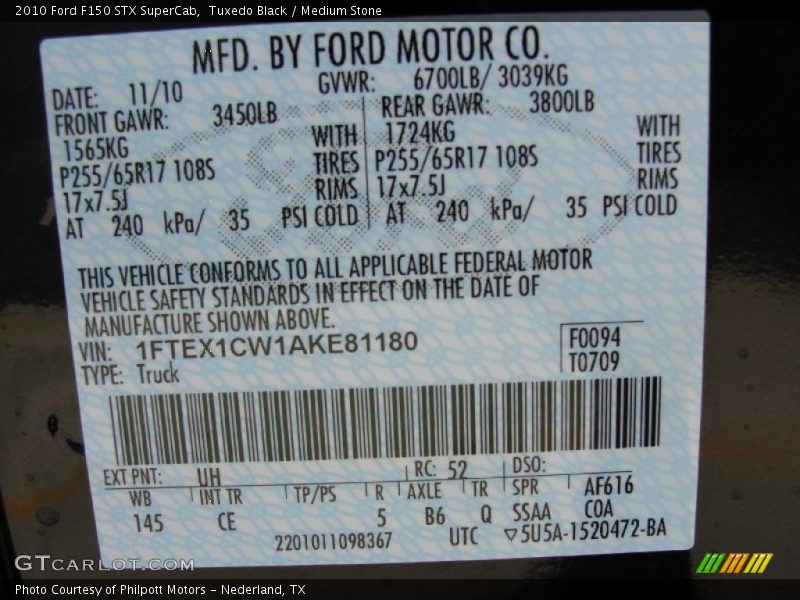 2010 Ford F150 STX SuperCab, Tuxedo Black / Medium Stone
MFD. BY FORD MOTOR CO.
DATE: 11/10 GVWR: 6700LB/ 3039KG
FRONT GAWR: 3450LB REAR GAWR: 3800LB
1565KG WITH 1724KG WITH
P255/65R17 108S TIRES P255/65R17 108S TIRES
17x7.5J RIMS 17x7.5J RIMS
AT 240 kPa/ 35 PSI COLD AT 240 kPa/ 35 PSI COLD
THIS VEHICLE CONFORMS TO ALL APPLICABLE FEDERAL MOTOR
VEHICLE SAFETY STANDARDS IN EFFECT ON THE DATE OF
MANUFACTURE SHOWN ABOVE.
VIN: 1FTEX1CW1AKE81180 F0094
TYPE: Truck T0709
EXT PNT: UH RC: 52 DSO:
WB INT TR TP/PS R AXLE TR SPR AF616
145 CE 5 B6 Q SSAA COA
2201011098367 UTC ▽5U5A-1520472-BA
GTCARLOT.COM
Photo Courtesy of Philpott Motors - Nederland, TX